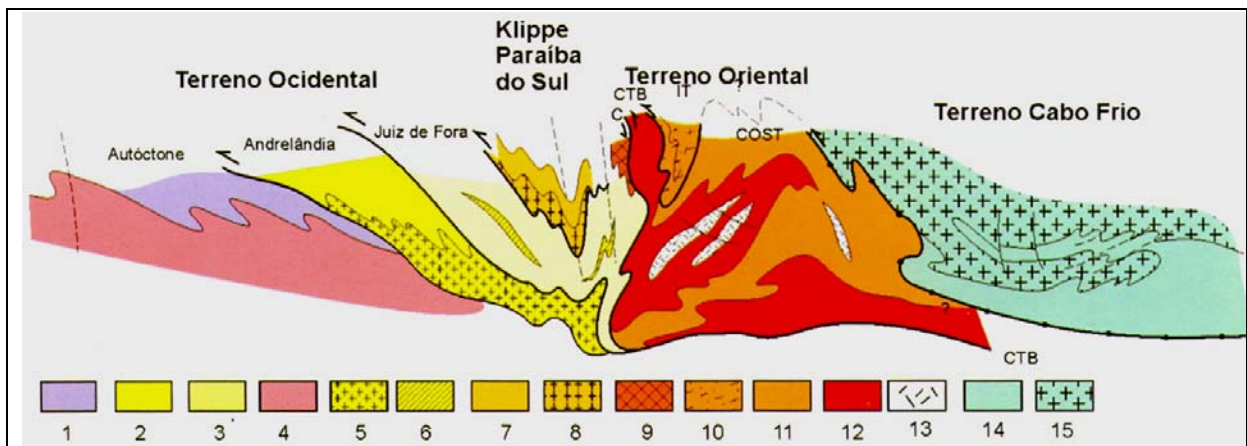 Klippe
Paraíba
do Sul
Terreno Ocidental
Terreno Oriental
CTB
IT
?
C
Terreno Cabo Frio
Autóctone
Andrelândia
Juiz de Fora
COST
?
CTB
1 2 3 4 5 6 7 8 9 10 11 12 13 14 15